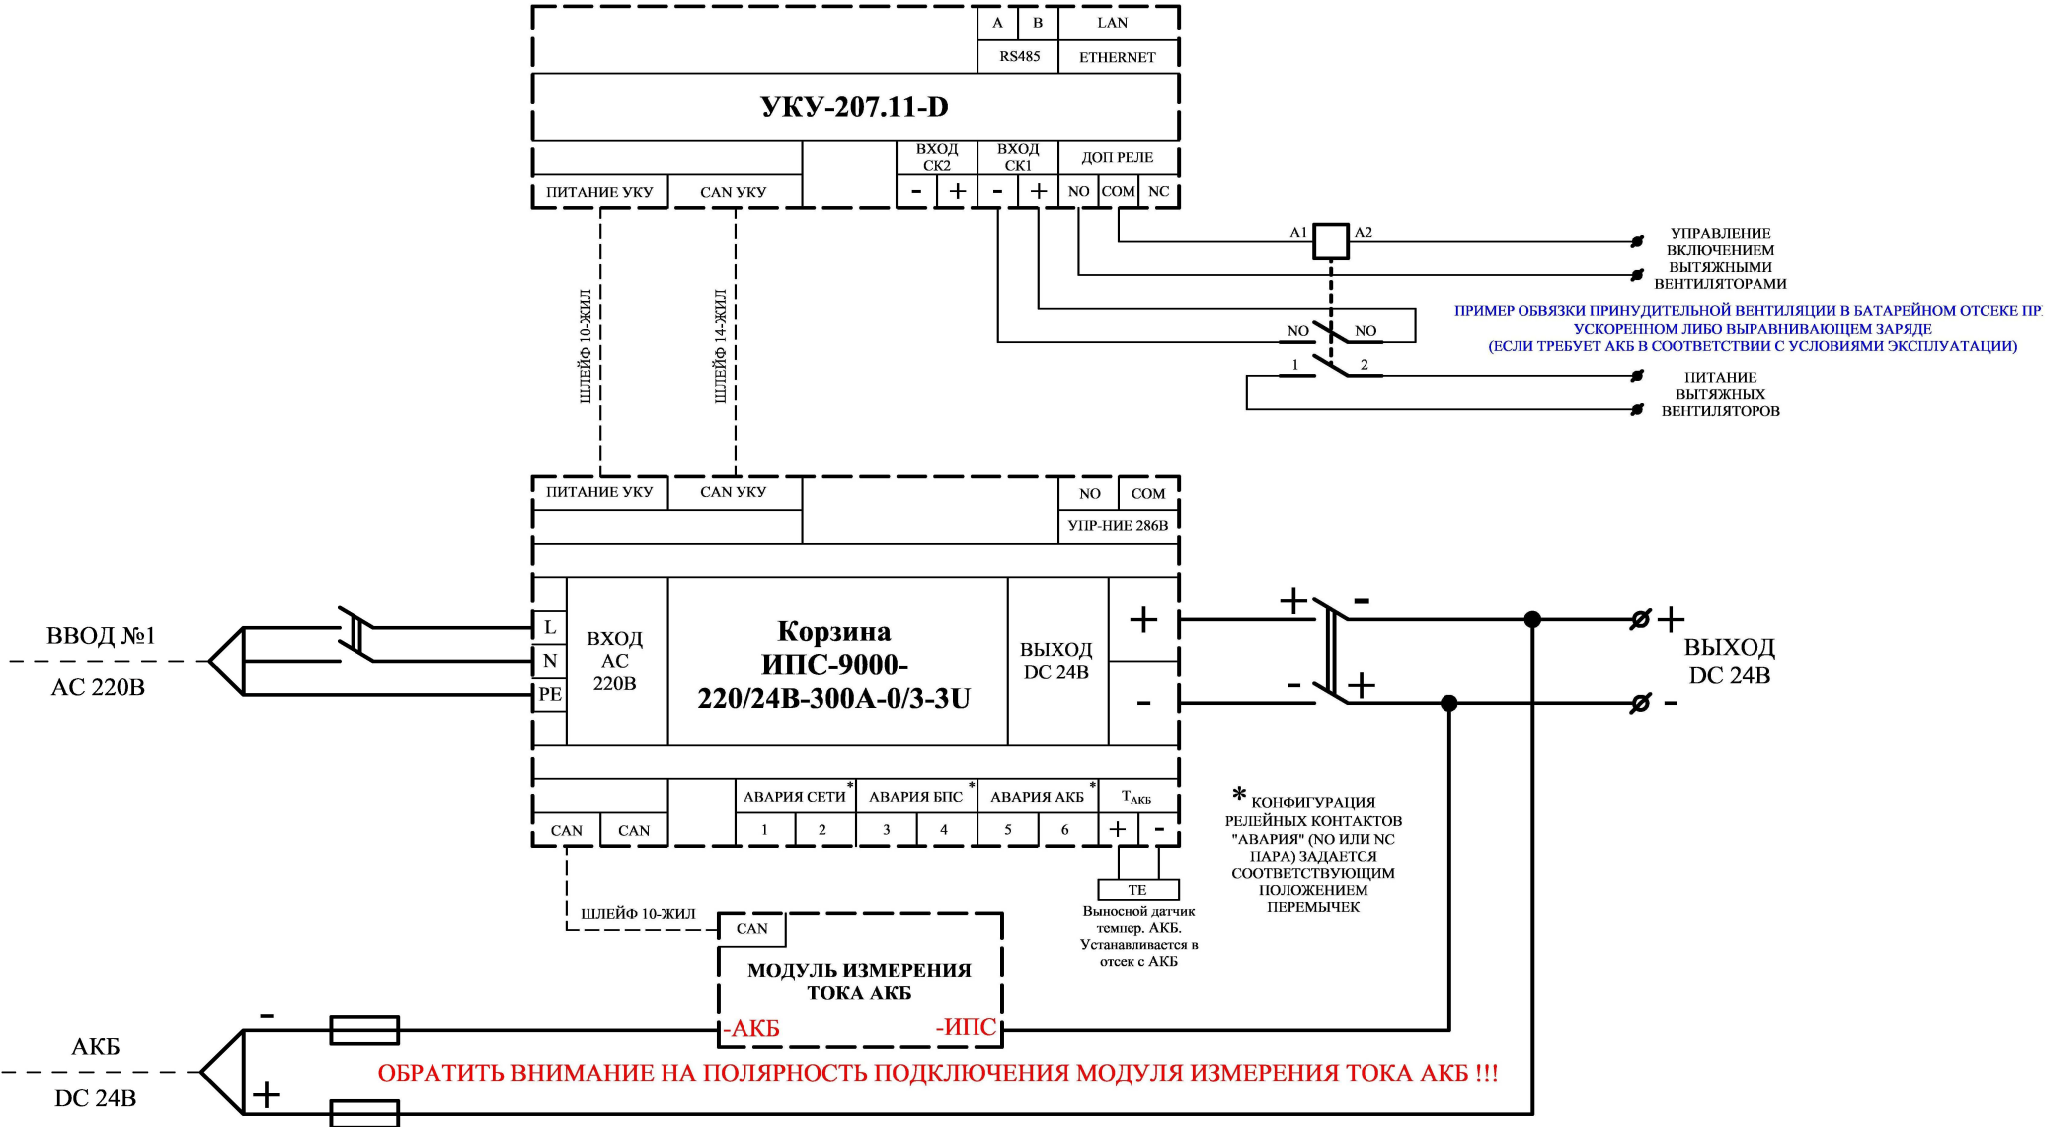 A B LAN
RS485 ETHERNET
УКУ-207.11-D
ВХОД СК2 ВХОД СК1 ДОП РЕЛЕ
ПИТАНИЕ УКУ CAN УКУ - + - + NO COM NC
A1 A2
УПРАВЛЕНИЕ
ВКЛЮЧЕНИЕМ
ВЫТЯЖНЫМИ
ВЕНТИЛЯТОРАМИ
ШЛЕЙФ 10-ЖИЛ
ШЛЕЙФ 14-ЖИЛ
ПРИМЕР ОБВЯЗКИ ПРИНУДИТЕЛЬНОЙ ВЕНТИЛЯЦИИ В БАТАРЕЙНОМ ОТСЕКЕ ПР
УСКОРЕННОМ ЛИБО ВЫРАВНИВАЮЩЕМ ЗАРЯДЕ
(ЕСЛИ ТРЕБУЕТ АКБ В СООТВЕТСТВИИ С УСЛОВИЯМИ ЭКСПЛУАТАЦИИ)
NO NO
1 2
ПИТАНИЕ
ВЫТЯЖНЫХ
ВЕНТИЛЯТОРОВ
ПИТАНИЕ УКУ CAN УКУ NO COM
УПР-НИЕ 286В
ВВОД №1
AC 220В
L
N
PE
ВХОД
AC
220В
Корзина
ИПС-9000-
220/24В-300А-0/3-3U
ВЫХОД
DC 24В
+
-
+ -
- +
+
-
ВЫХОД
DC 24В
АВАРИЯ СЕТИ* АВАРИЯ БПС* АВАРИЯ АКБ* ТАКБ
CAN CAN 1 2 3 4 5 6 + -
* КОНФИГУРАЦИЯ
РЕЛЕЙНЫХ КОНТАКТОВ
"АВАРИЯ" (NO ИЛИ NC
ПАРА) ЗАДАЕТСЯ
СООТВЕТСТВУЮЩИМ
ПОЛОЖЕНИЕМ
ПЕРЕМЫЧЕК
TE
Выносной датчик
темпер. АКБ.
Устанавливается в
отсек с АКБ
ШЛЕЙФ 10-ЖИЛ
CAN
МОДУЛЬ ИЗМЕРЕНИЯ
ТОКА АКБ
-АКБ -ИПС
АКБ
DC 24В
-
+
ОБРАТИТЬ ВНИМАНИЕ НА ПОЛЯРНОСТЬ ПОДКЛЮЧЕНИЯ МОДУЛЯ ИЗМЕРЕНИЯ ТОКА АКБ !!!